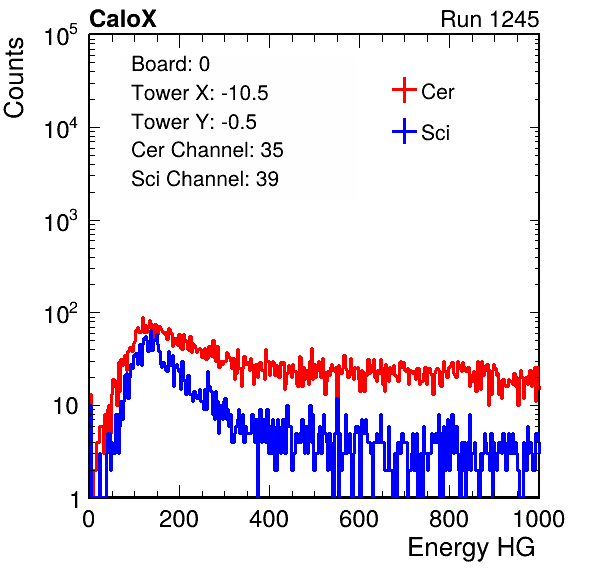 CaloX Run 1245
Counts
10^5
10^4
10^3
10^2
10
1
Board: 0
Tower X: -10.5
Tower Y: -0.5
Cer Channel: 35
Sci Channel: 39
Cer
Sci
0 200 400 600 800 1000
Energy HG